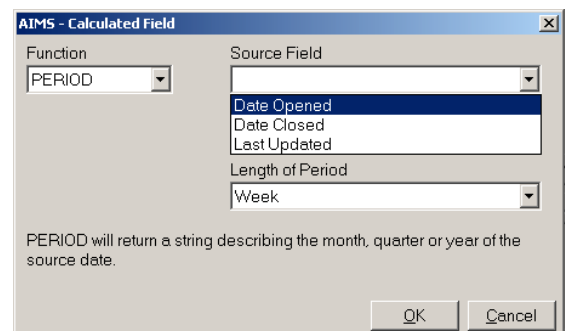 AIMS - Calculated Field
Function
Source Field
PERIOD
Date Opened
Date Closed
Last Updated
Length of Period
Week
PERIOD will return a string describing the month, quarter or year of the
source date.
OK
Cancel